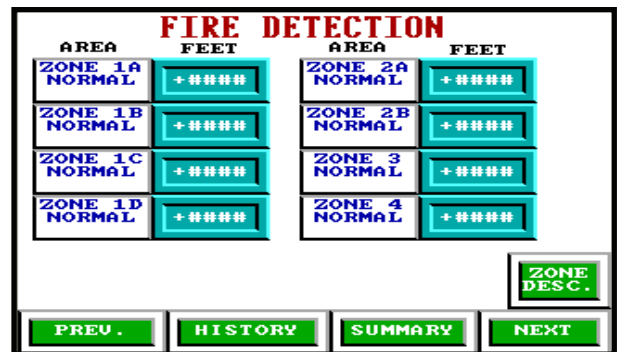 FIRE DETECTION
AREA FEET AREA FEET
ZONE 1A ZONE 2A
NORMAL +#### NORMAL +####
ZONE 1B ZONE 2B
NORMAL +#### NORMAL +####
ZONE 1C ZONE 3
NORMAL +#### NORMAL +####
ZONE 1D ZONE 4
NORMAL +#### NORMAL +####
ZONE
DESC.
PREV. HISTORY SUMMARY NEXT